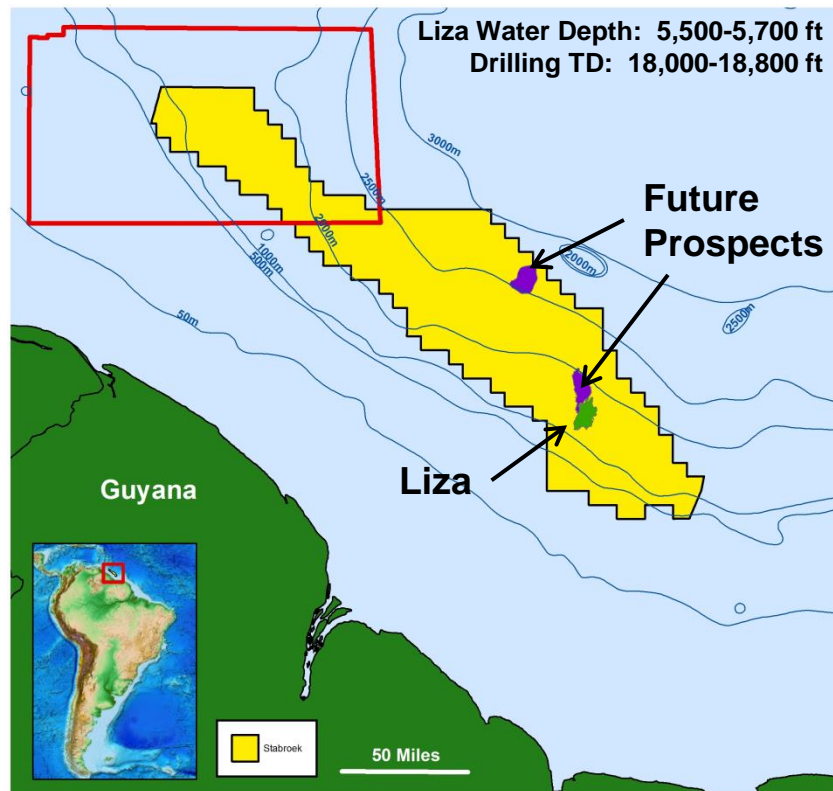 Liza Water Depth: 5,500-5,700 ft
Drilling TD: 18,000-18,800 ft
3000m
2500m
2000m
Future
Prospects
2000m
2500m
1000m
500m
50m
Liza
Guyana
Stabroek
50 Miles